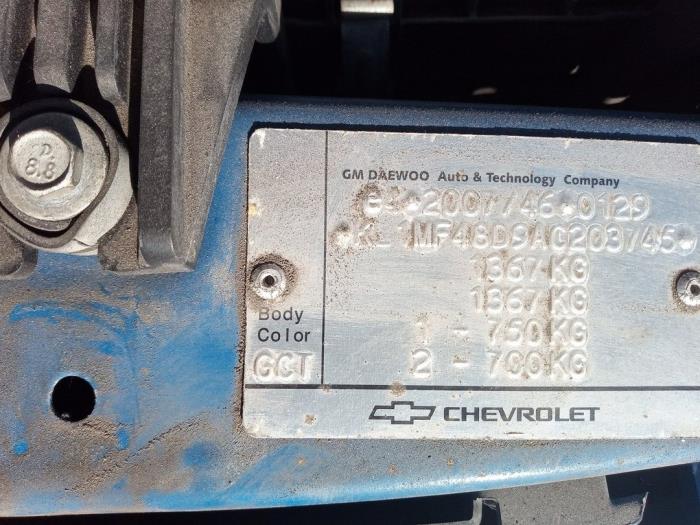 P
8.8
GM DAEWOO Auto & Technology Company
e4*2007/46*0129
*KL1MF48D9AC203745*
1367 KG
1367 KG
1 - 750 KG
2 - 700 KG
Body
Color
GCT
CHEVROLET